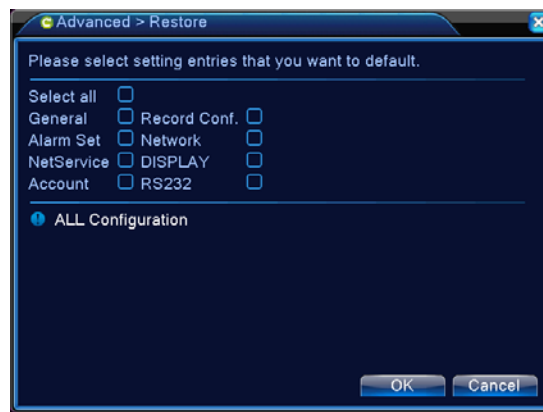 Advanced > Restore
Please select setting entries that you want to default.
Select all
General Record Conf.
Alarm Set Network
NetService DISPLAY
Account RS232
ALL Configuration
OK Cancel